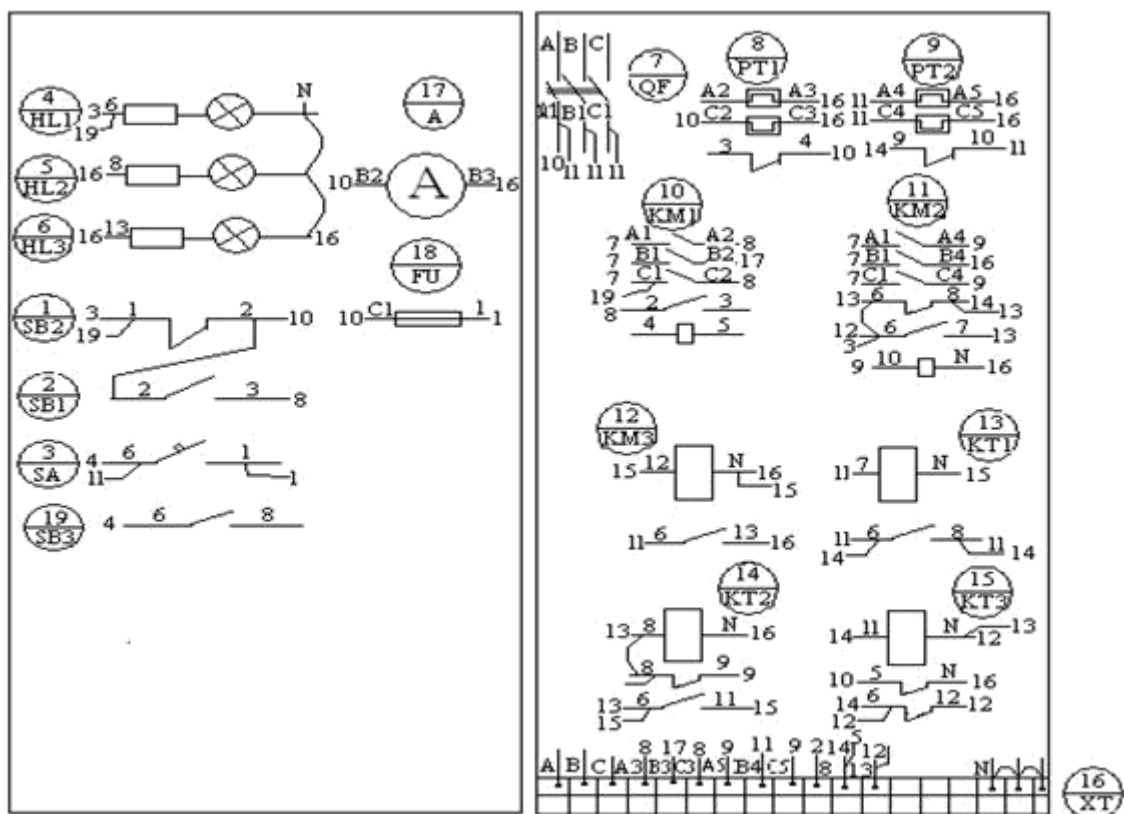 4
HL1
3 6
19
N
17
A
5
HL2
16 8
10 B2 A B3 16
6
HL3
16 13
16
18
FU
1
SB2
3 1 2 10
19
10 C1 1 1
2
SB1
2 3 8
3
SA
4 6 1
11 1
19
SB3
4 6 8
A B C
7
QF
8
PT1
9
PT2
A2 A3 16
10 C2 C3 16
11 A4 A5 16
11 C4 C5 16
B1 C1
3 4 10
14 9 10 11
10 11 11 11
10
KM1
11
KM2
7 A1 A2 8
7 B1 B2 17
7 C1 C2 8
19
8 2 3
4 5
7 A1 A4 9
7 B1 B4 16
7 C1 C4 9
13 6 8 14 13
12 6 7 13
3
9 10 N 16
12
KM3
13
KT1
15 12 N 16
15
11 7 N 15
11 6 13 16
11 6 8 11
14 14
14
KT2
15
KT3
13 8 N 16
14 11 N 13
12
8 9 9
10 5 N 16
13 6 11 15
15
14 6 12 12
12
8 17 8 9 11 9 2 14 5 12
A B C A3 B3 C3 A5 B4 C5 8 13 N
16
XT